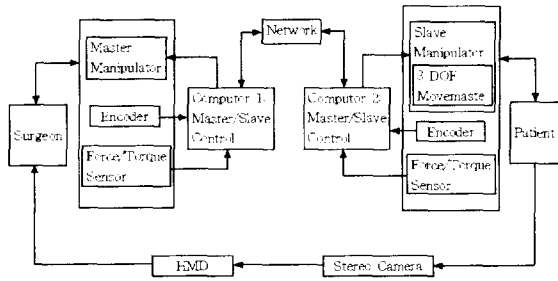 Master
Manipulator
Network
Slave
Manipulator
3 DOF
Movemaste
Surgeon
Encoder
Force/Torque
Sensor
Computer 1:
Master/Slave
Control
Computer 2:
Master/Slave
Control
Encoder
Force/Torque
Sensor
Patient
HMD
Stereo Camera